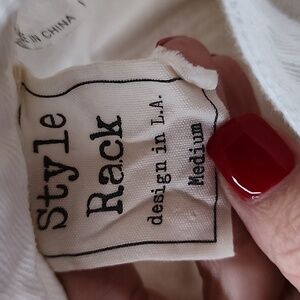 IN CHINA
Style
Rack
design in L.A.
Medium